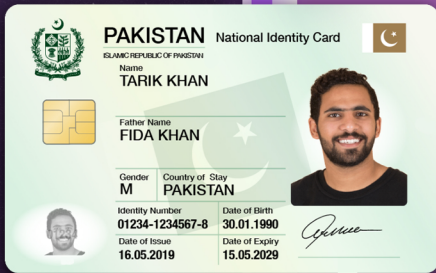 PAKISTAN National Identity Card
ISLAMIC REPUBLIC OF PAKISTAN
Name
TARIK KHAN
Father Name
FIDA KHAN
Gender Country of Stay
M PAKISTAN
Identity Number Date of Birth
01234-1234567-8 30.01.1990
Date of Issue Date of Expiry
16.05.2019 15.05.2029